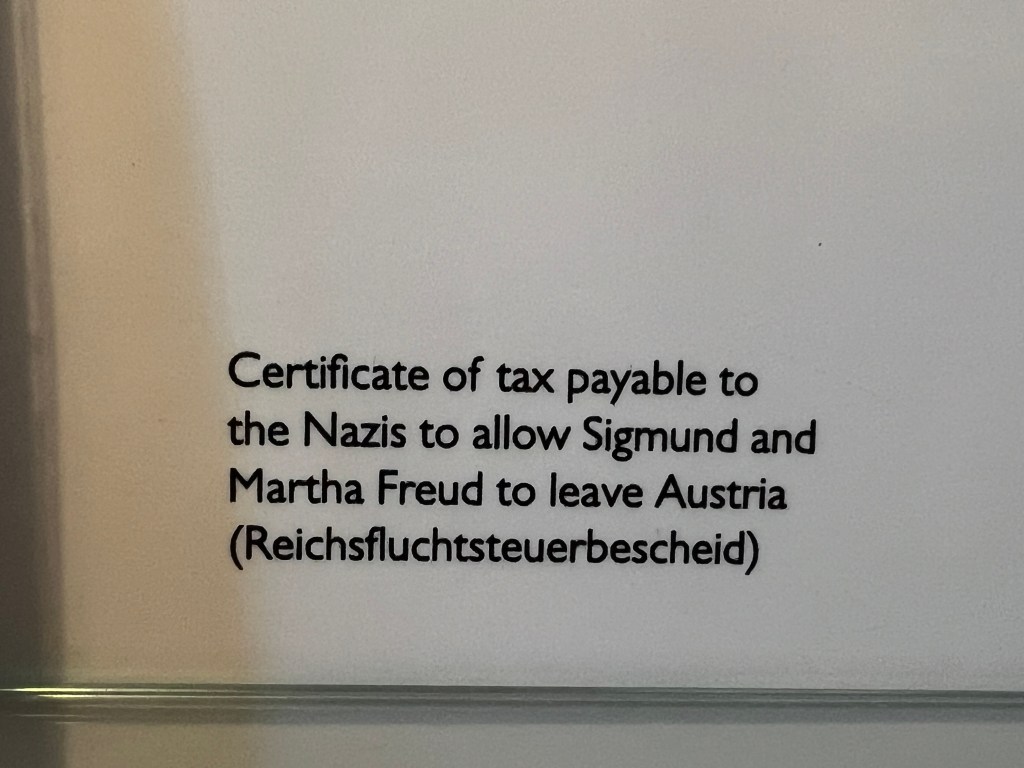 Certificate of tax payable to
the Nazis to allow Sigmund and
Martha Freud to leave Austria
(Reichsfluchtsteuerbescheid)